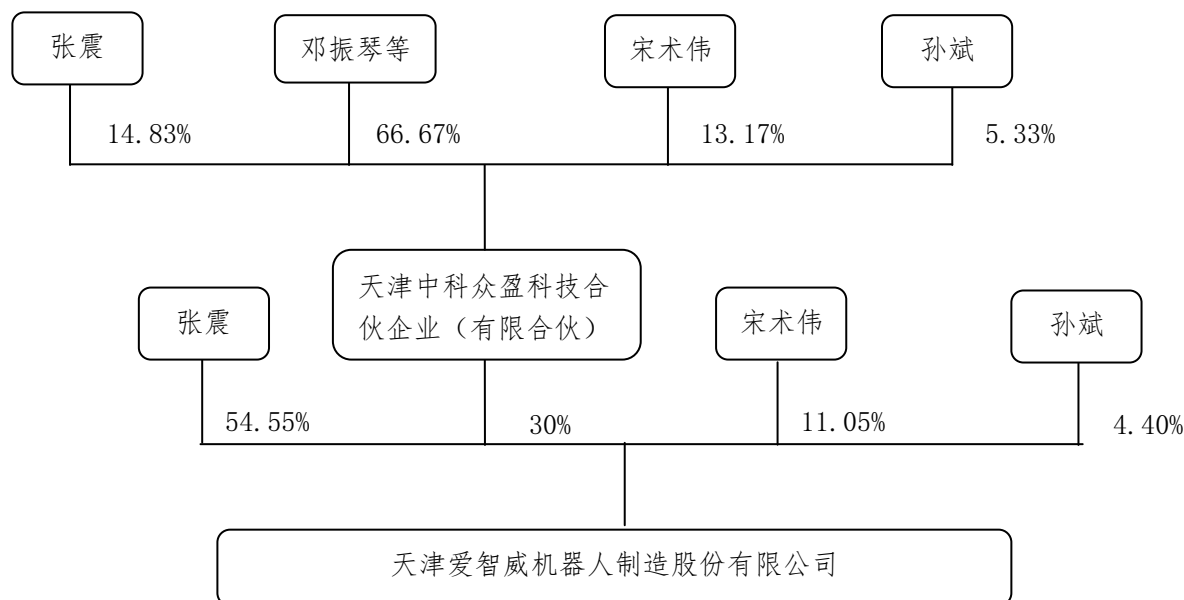 张震
邓振琴等
宋术伟
孙斌
14.83%
66.67%
13.17%
5.33%
天津中科众盈科技合
伙企业（有限合伙）
张震
宋术伟
孙斌
54.55%
30%
11.05%
4.40%
天津爱智威机器人制造股份有限公司